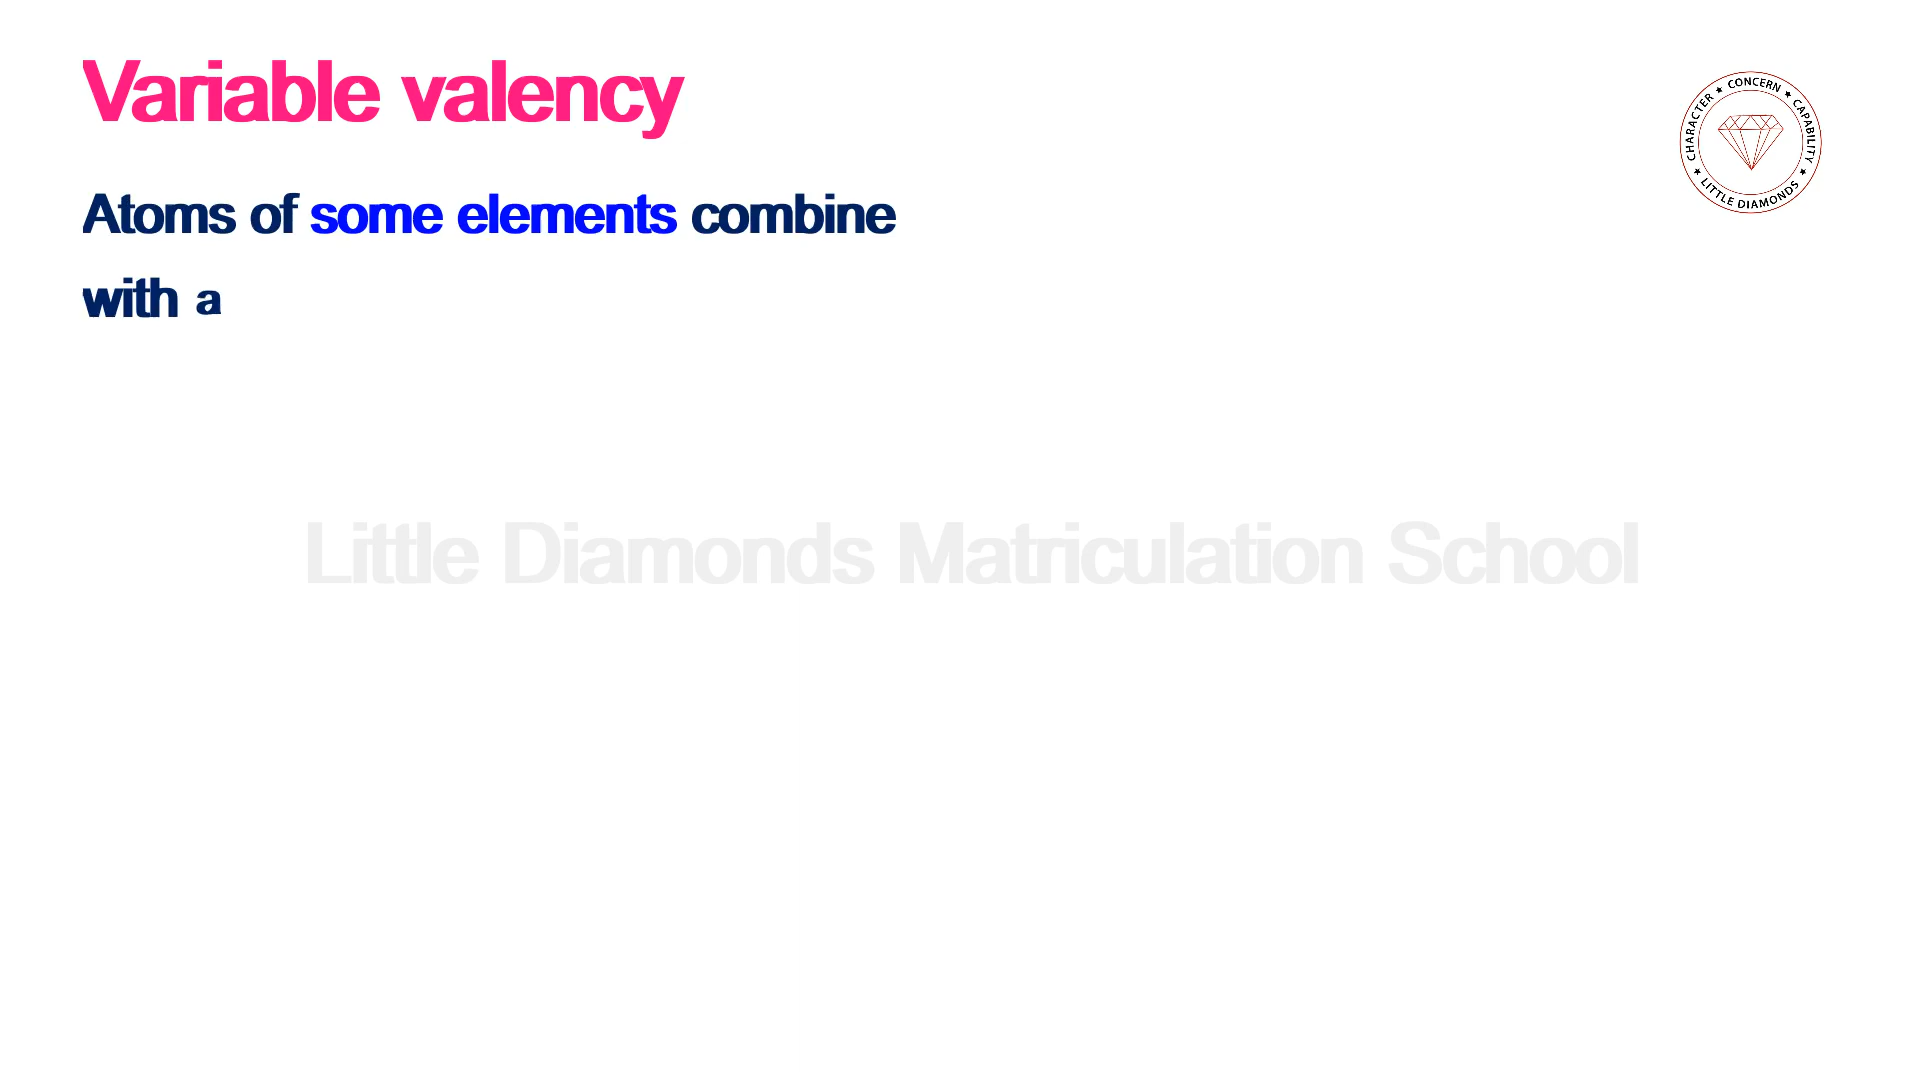 Variable valency
CHARACTER ★ CONCERN ★ CAPABILITY ★ LITTLE DIAMONDS ★
Atoms of some elements combine
with a
Little Diamonds Matriculation School